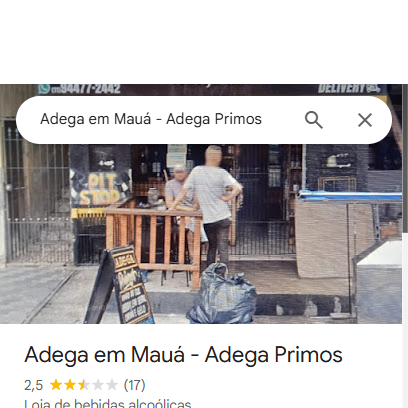 94477-2442
DELIVERY
Adega em Mauá - Adega Primos
PIT
STOP
ADEGA
Adega em Mauá - Adega Primos
2,5 (17)
Loja de bebidas alcoólicas